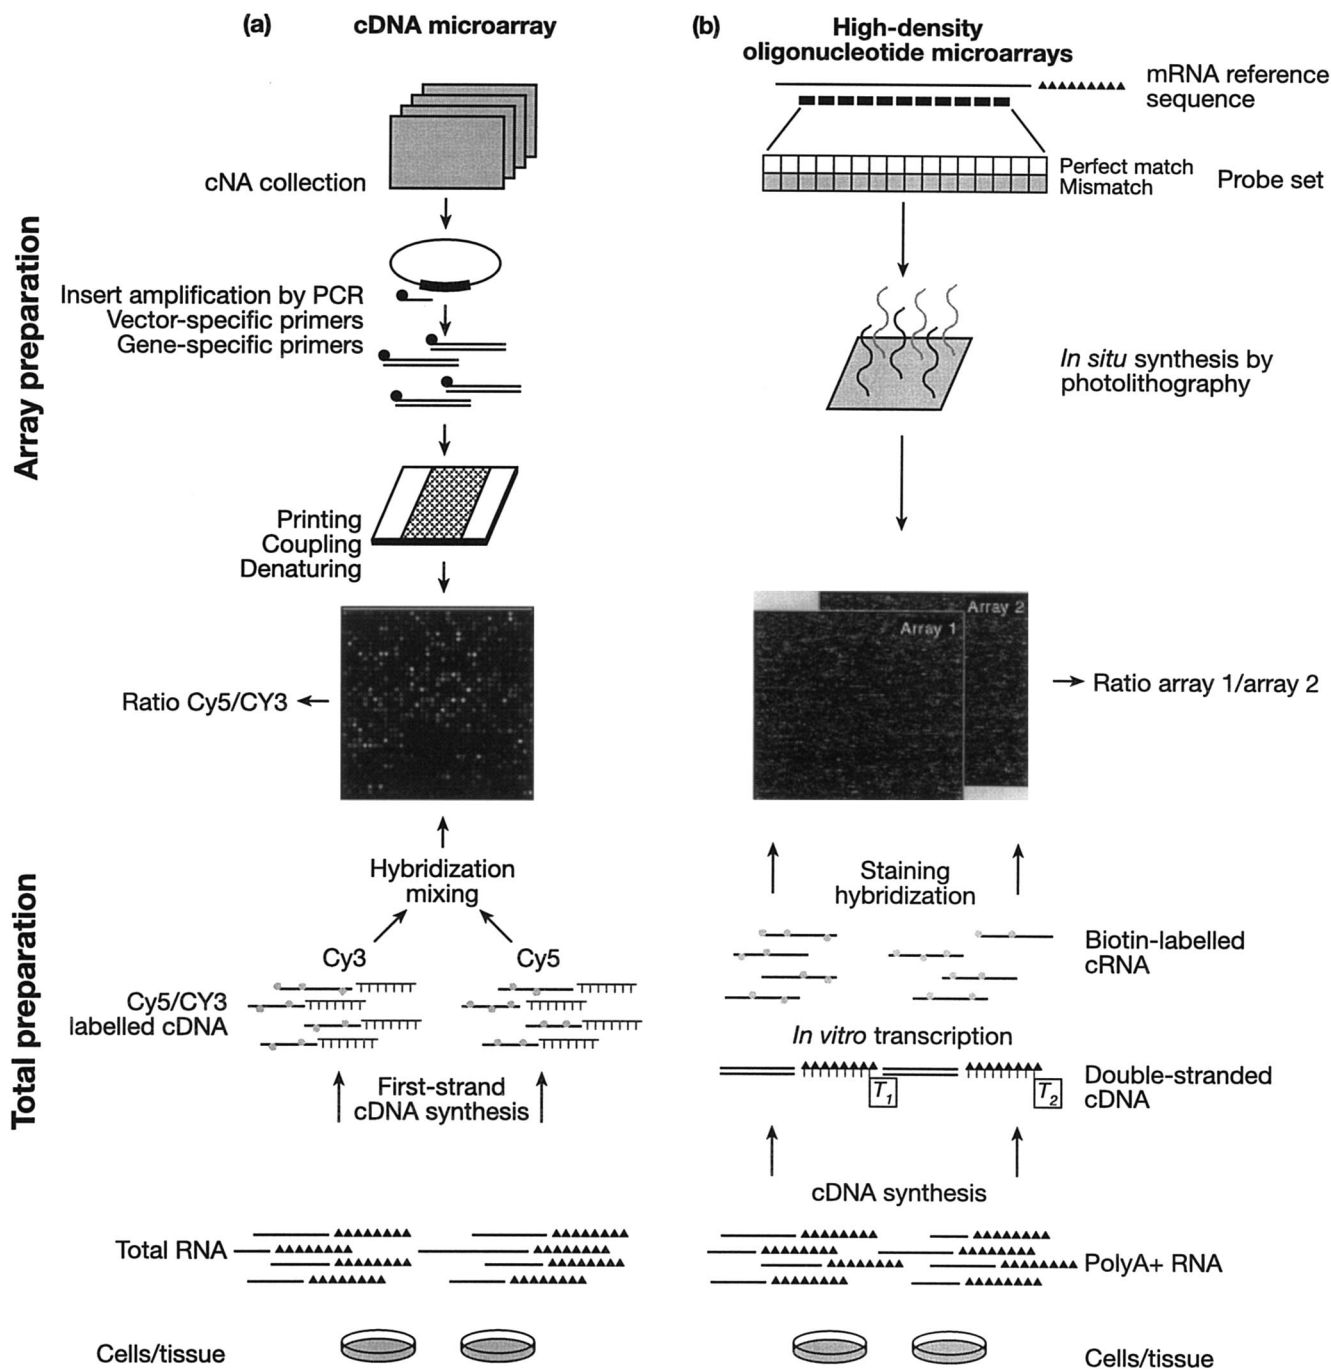 (a) cDNA microarray
cNA collection
Insert amplification by PCR
Vector-specific primers
Gene-specific primers
Printing
Coupling
Denaturing
Ratio Cy5/CY3
Hybridization
mixing
Cy3
Cy5
Cy5/CY3
labelled cDNA
First-strand
cDNA synthesis
Total RNA
Cells/tissue
Array preparation
Total preparation
(b) High-density
oligonucleotide microarrays
mRNA reference
sequence
Perfect match
Mismatch
Probe set
In situ synthesis by
photolithography
Array 1
Array 2
Ratio array 1/array 2
Staining
hybridization
Biotin-labelled
cRNA
In vitro transcription
T1
T2
Double-stranded
cDNA
cDNA synthesis
PolyA+ RNA
Cells/tissue